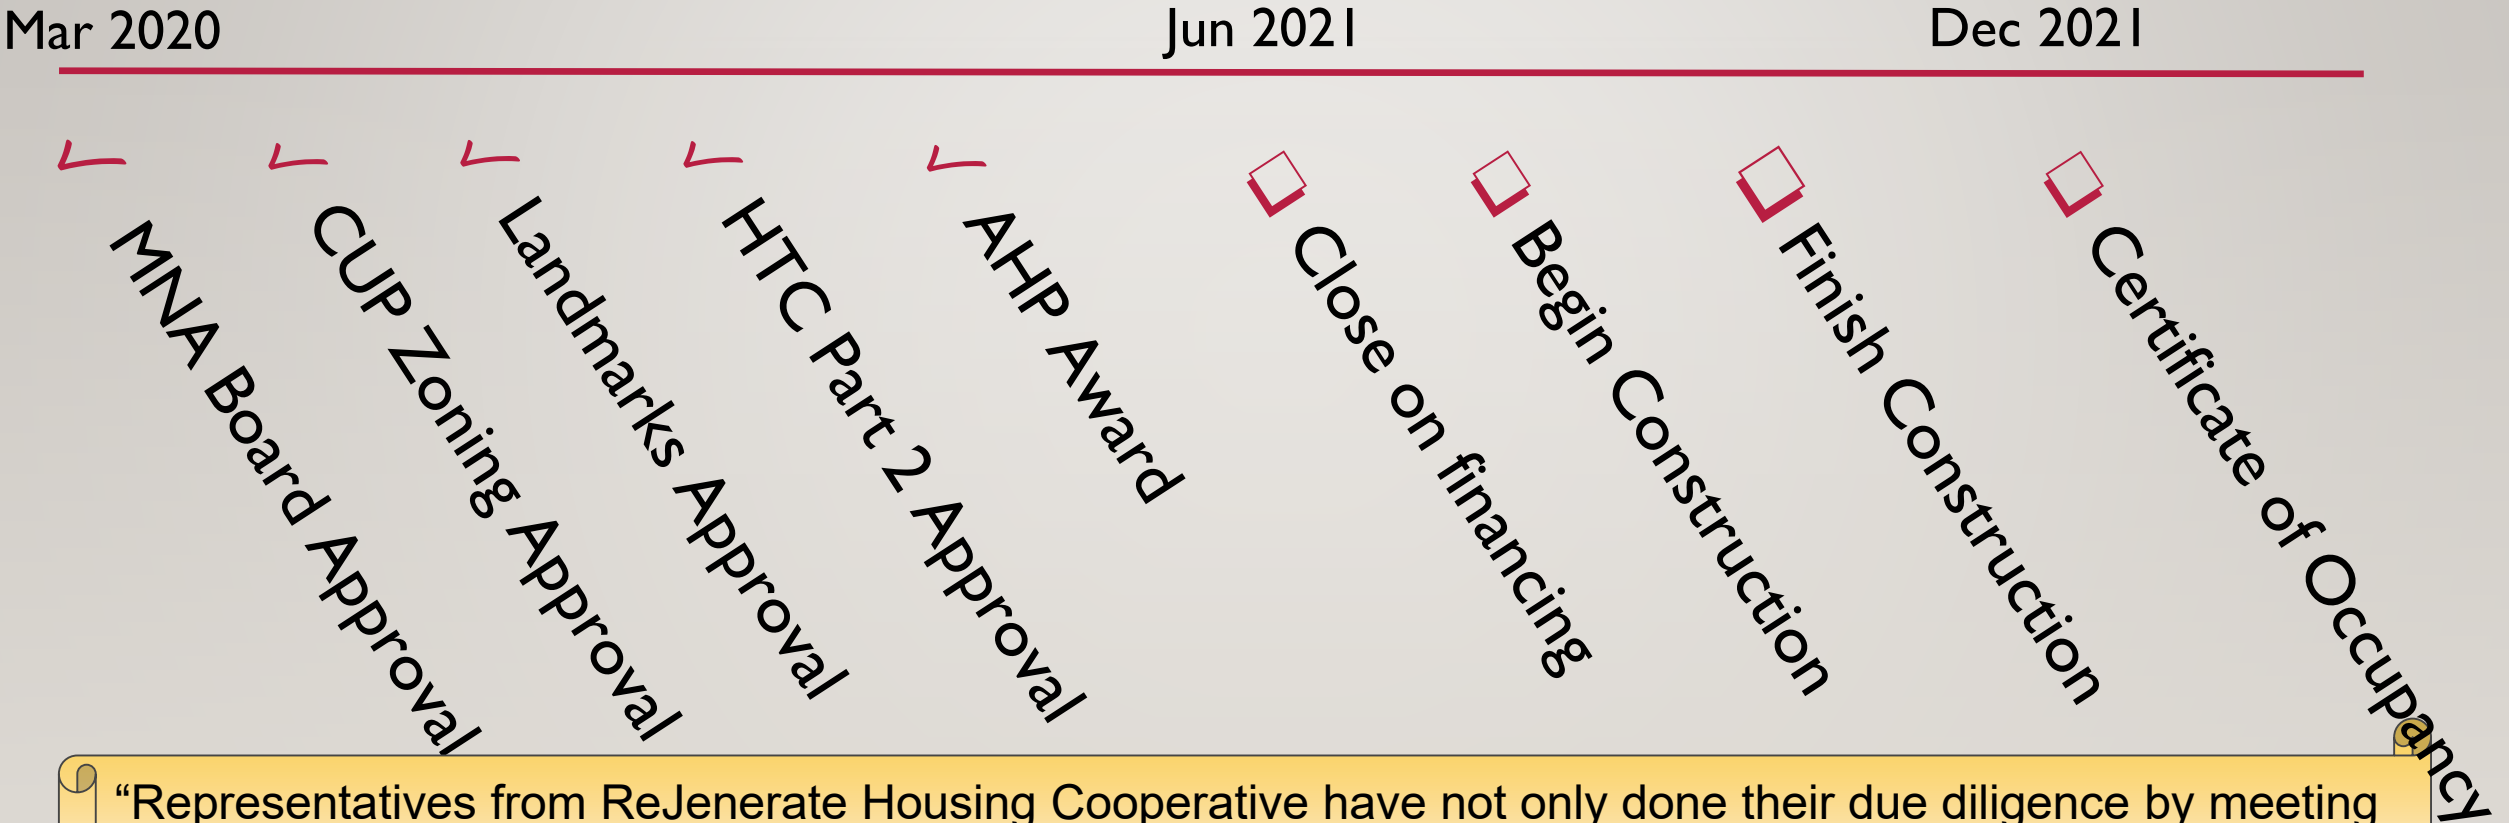 Mar 2020
Jun 2021
Dec 2021
MNA Board Approval
CUP Zoning Approval
Landmarks Approval
HTC Part 2 Approval
AHP Award
Close on financing
Begin Construction
Finish Construction
Certificate of Occupancy
“Representatives from ReJenerate Housing Cooperative have not only done their due diligence by meeting